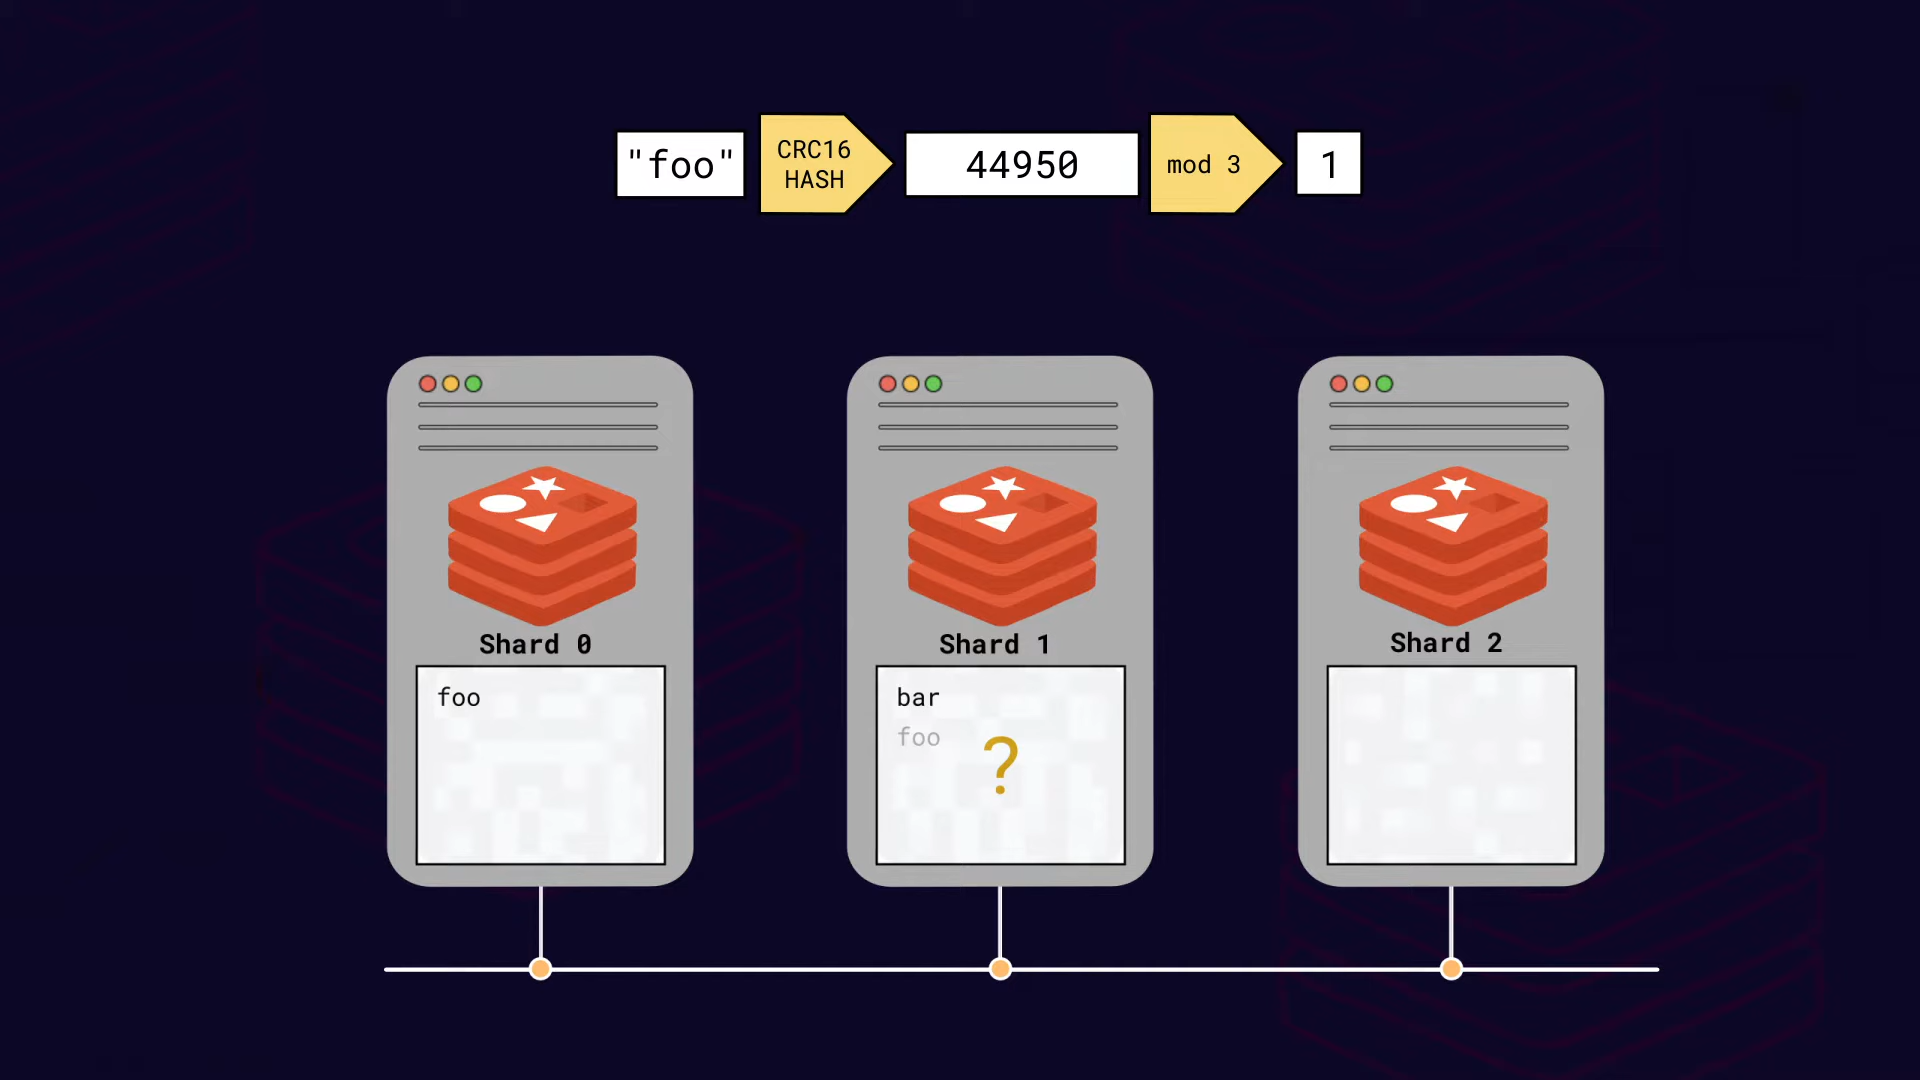 "foo"
CRC16
HASH
44950
mod 3
1
Shard 0
foo
Shard 1
bar
foo
?
Shard 2